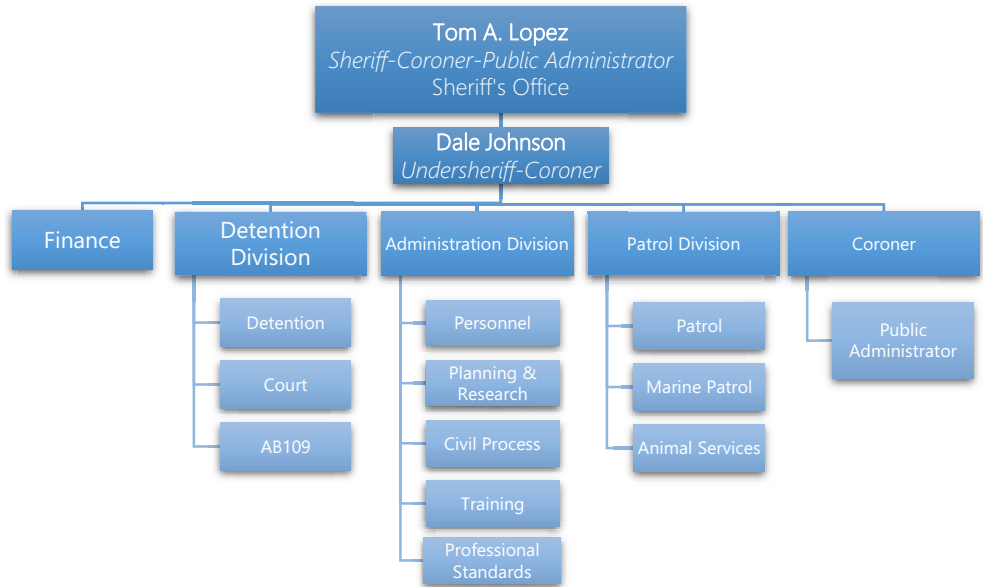 Tom A. Lopez
Sheriff-Coroner-Public Administrator
Sheriff's Office
Dale Johnson
Undersheriff-Coroner
Finance
Detention
Division
Administration Division
Patrol Division
Coroner
Detention
Court
AB109
Personnel
Planning &
Research
Civil Process
Training
Professional
Standards
Patrol
Marine Patrol
Animal Services
Public
Administrator